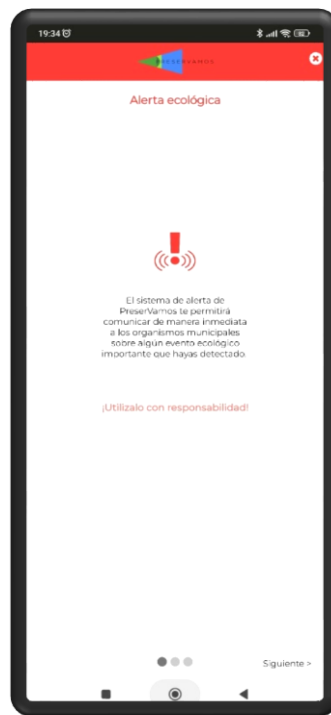 19:34
PRESERVAMOS
Alerta ecológica
El sistema de alerta de
PreserVamos te permitirá
comunicar de manera inmediata
a los organismos municipales
sobre algún evento ecológico
importante que hayas detectado.
¡Utilízalo con responsabilidad!
Siguiente >